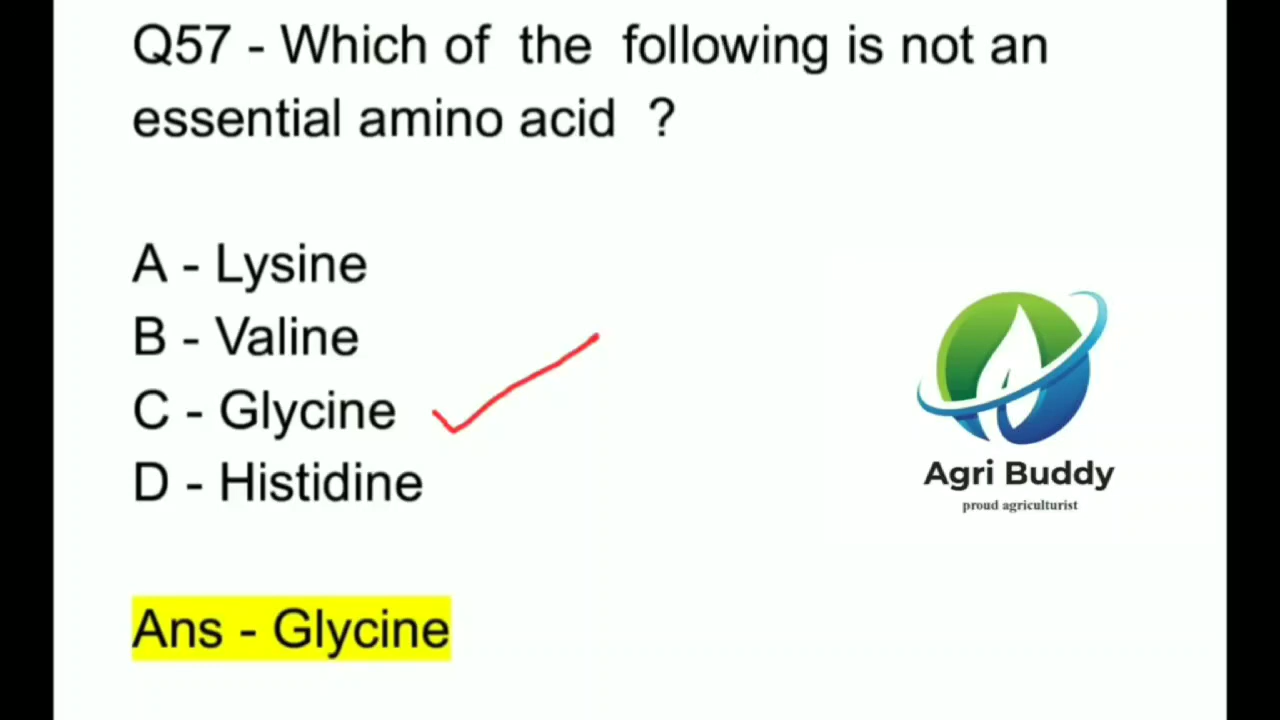 Q57 - Which of the following is not an
essential amino acid ?
A - Lysine
B - Valine
C - Glycine
D - Histidine
Agri Buddy
proud agriculturist
Ans - Glycine